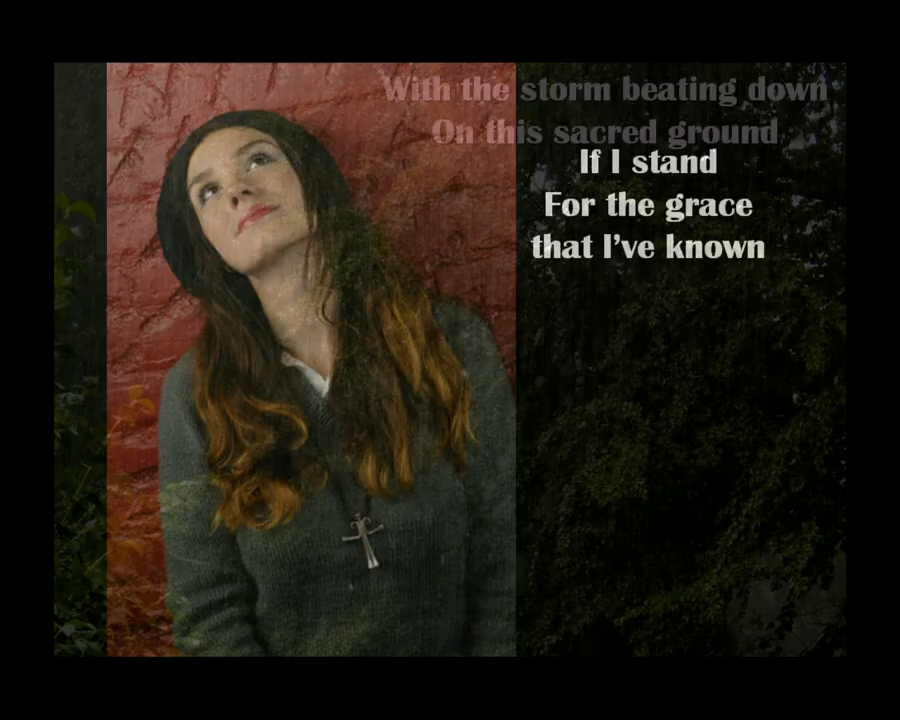 With the storm beating down
On this sacred ground
If I stand
For the grace
that I've known